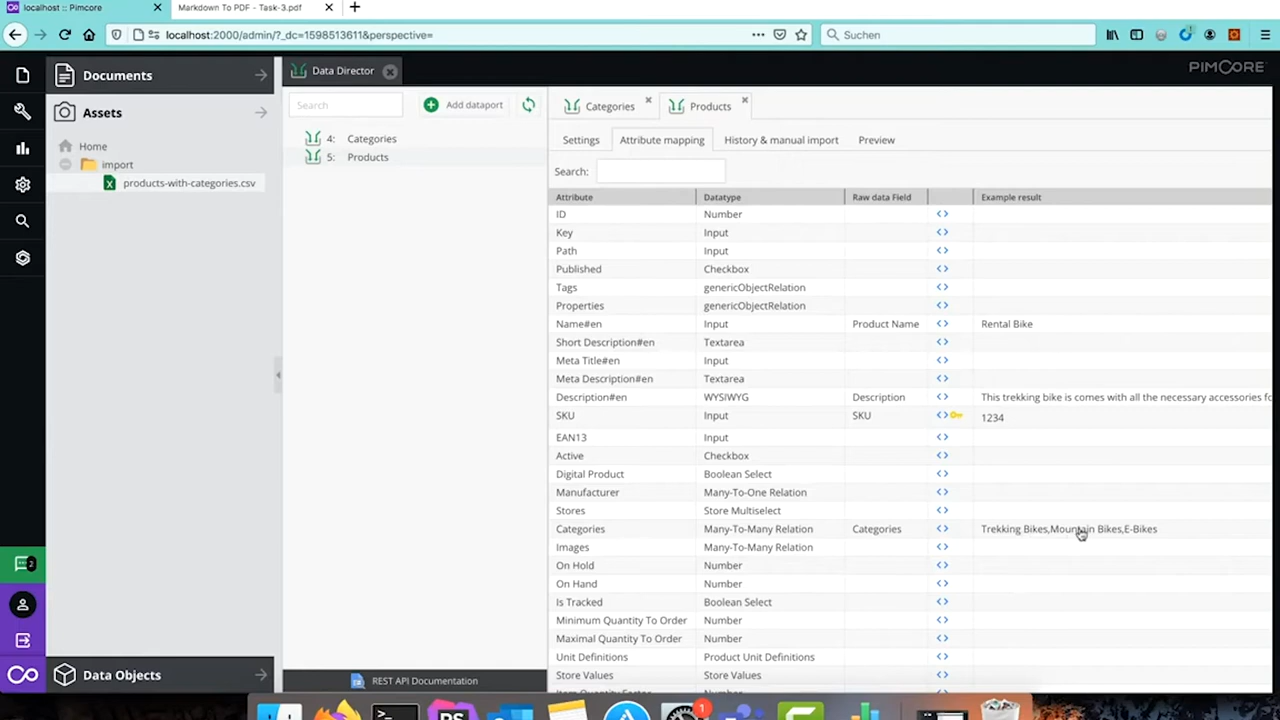 localhost :: Pimcore
Markdown To PDF - Task-3.pdf
localhost:2000/admin/?_dc=1598513611&perspective=
Suchen
Documents
Data Director
PIMCORE
Assets
Search
Add dataport
Categories
Products
Home
import
products-with-categories.csv
4: Categories
5: Products
Settings
Attribute mapping
History & manual import
Preview
Search:
Attribute Datatype Raw data Field Example result
ID Number
Key Input
Path Input
Published Checkbox
Tags genericObjectRelation
Properties genericObjectRelation
Name#en Input Product Name Rental Bike
Short Description#en Textarea
Meta Title#en Input
Meta Description#en Textarea
Description#en WYSIWYG Description This trekking bike is comes with all the necessary accessories fo
SKU Input SKU 1234
EAN13 Input
Active Checkbox
Digital Product Boolean Select
Manufacturer Many-To-One Relation
Stores Store Multiselect
Categories Many-To-Many Relation Categories Trekking Bikes,Mountain Bikes,E-Bikes
Images Many-To-Many Relation
On Hold Number
On Hand Number
Is Tracked Boolean Select
Minimum Quantity To Order Number
Maximal Quantity To Order Number
Unit Definitions Product Unit Definitions
Store Values Store Values
Item Quantity Factor Number
2
Data Objects
REST API Documentation
PS
1